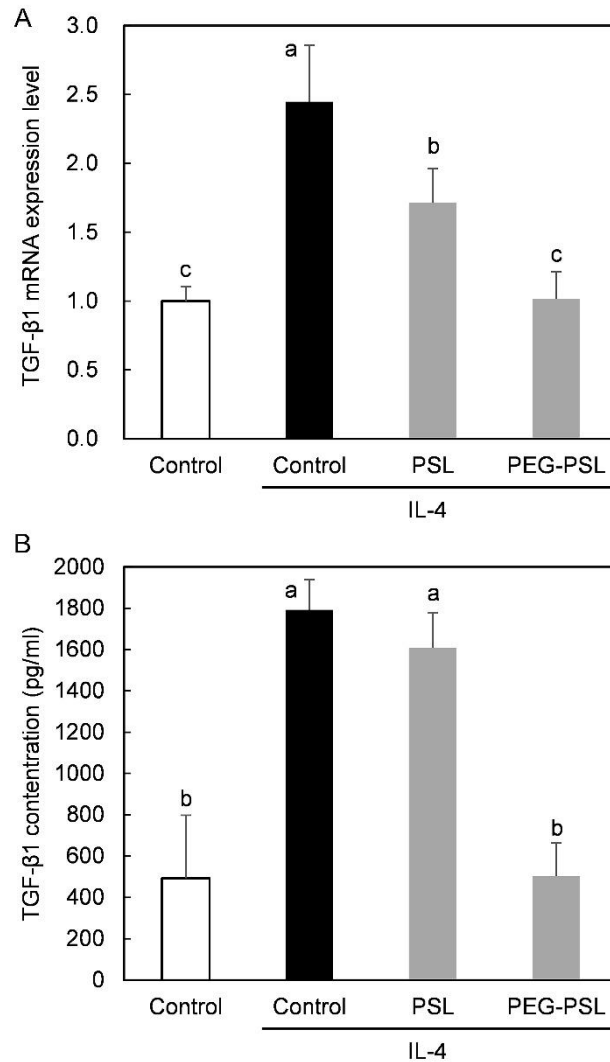 A
TGF-β1 mRNA expression level
3.0
2.5
2.0
1.5
1.0
0.5
0.0
c
a
b
c
Control
Control
PSL
PEG-PSL
IL-4
B
TGF-β1 contentration (pg/ml)
2000
1800
1600
1400
1200
1000
800
600
400
200
0
b
a
a
b
Control
Control
PSL
PEG-PSL
IL-4